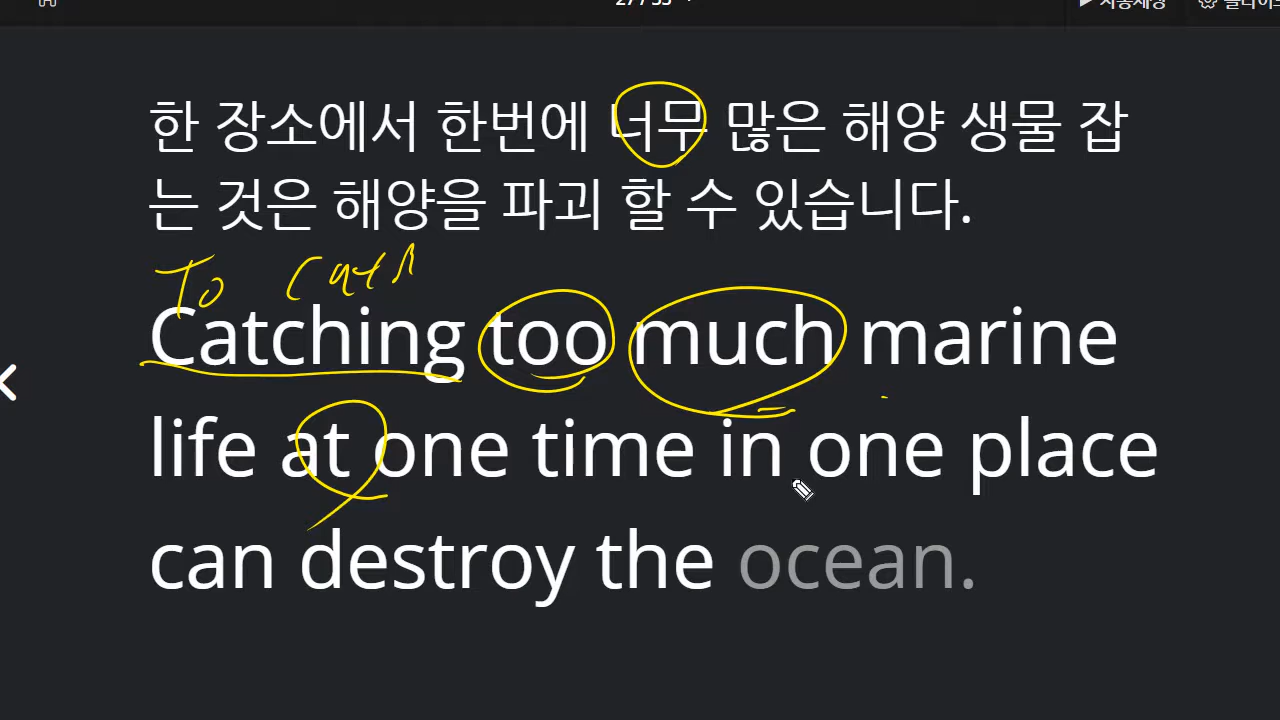 한 장소에서 한번에 너무 많은 해양 생물 잡
는 것은 해양을 파괴 할 수 있습니다.
To Catch
Catching too much marine
life at one time in one place
can destroy the ocean.